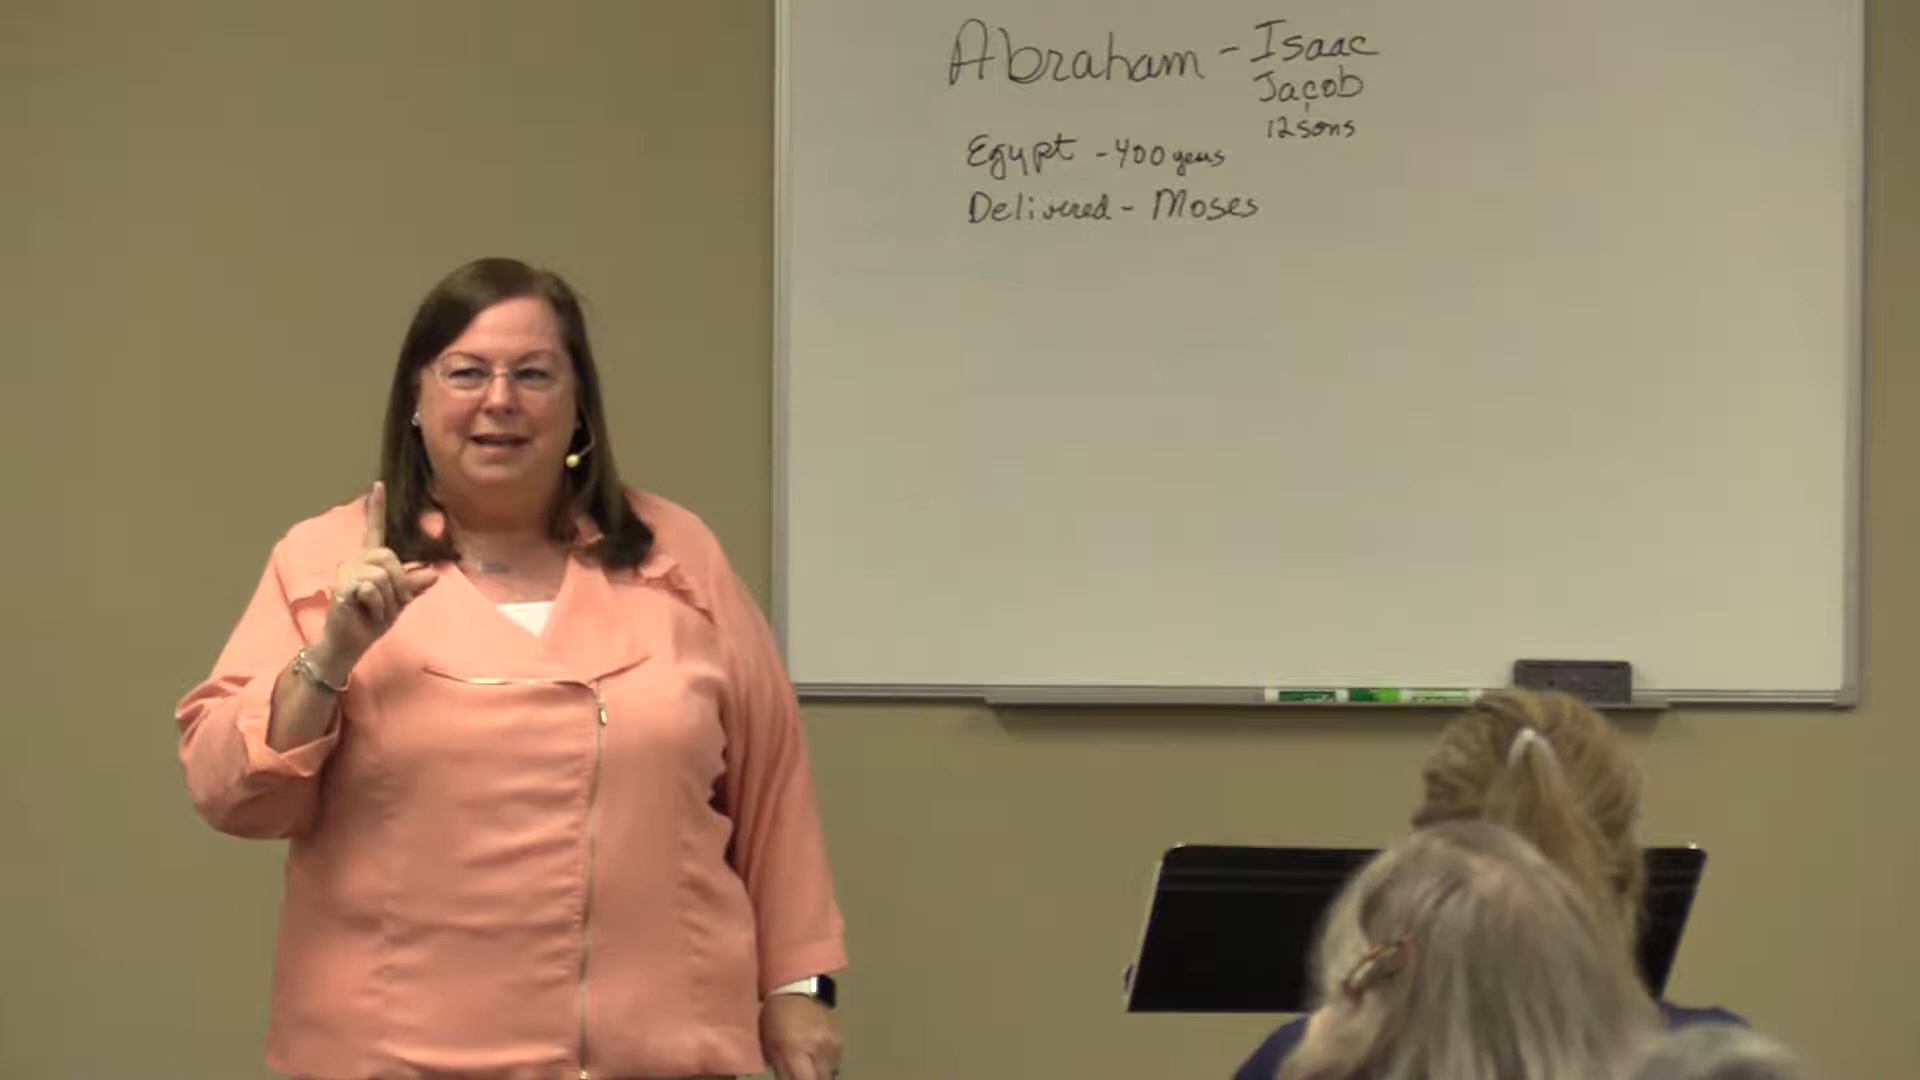 Abraham - Isaac
Jacob
12 sons
Egypt - 400 years
Delivered - Moses